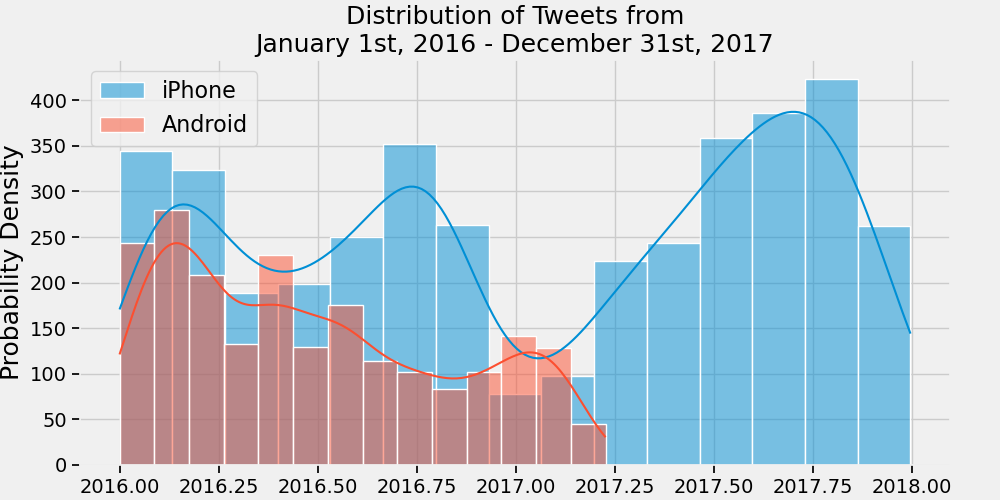 Distribution of Tweets from
January 1st, 2016 - December 31st, 2017
iPhone
Android
Probability Density
400
350
300
250
200
150
100
50
0
2016.00 2016.25 2016.50 2016.75 2017.00 2017.25 2017.50 2017.75 2018.00